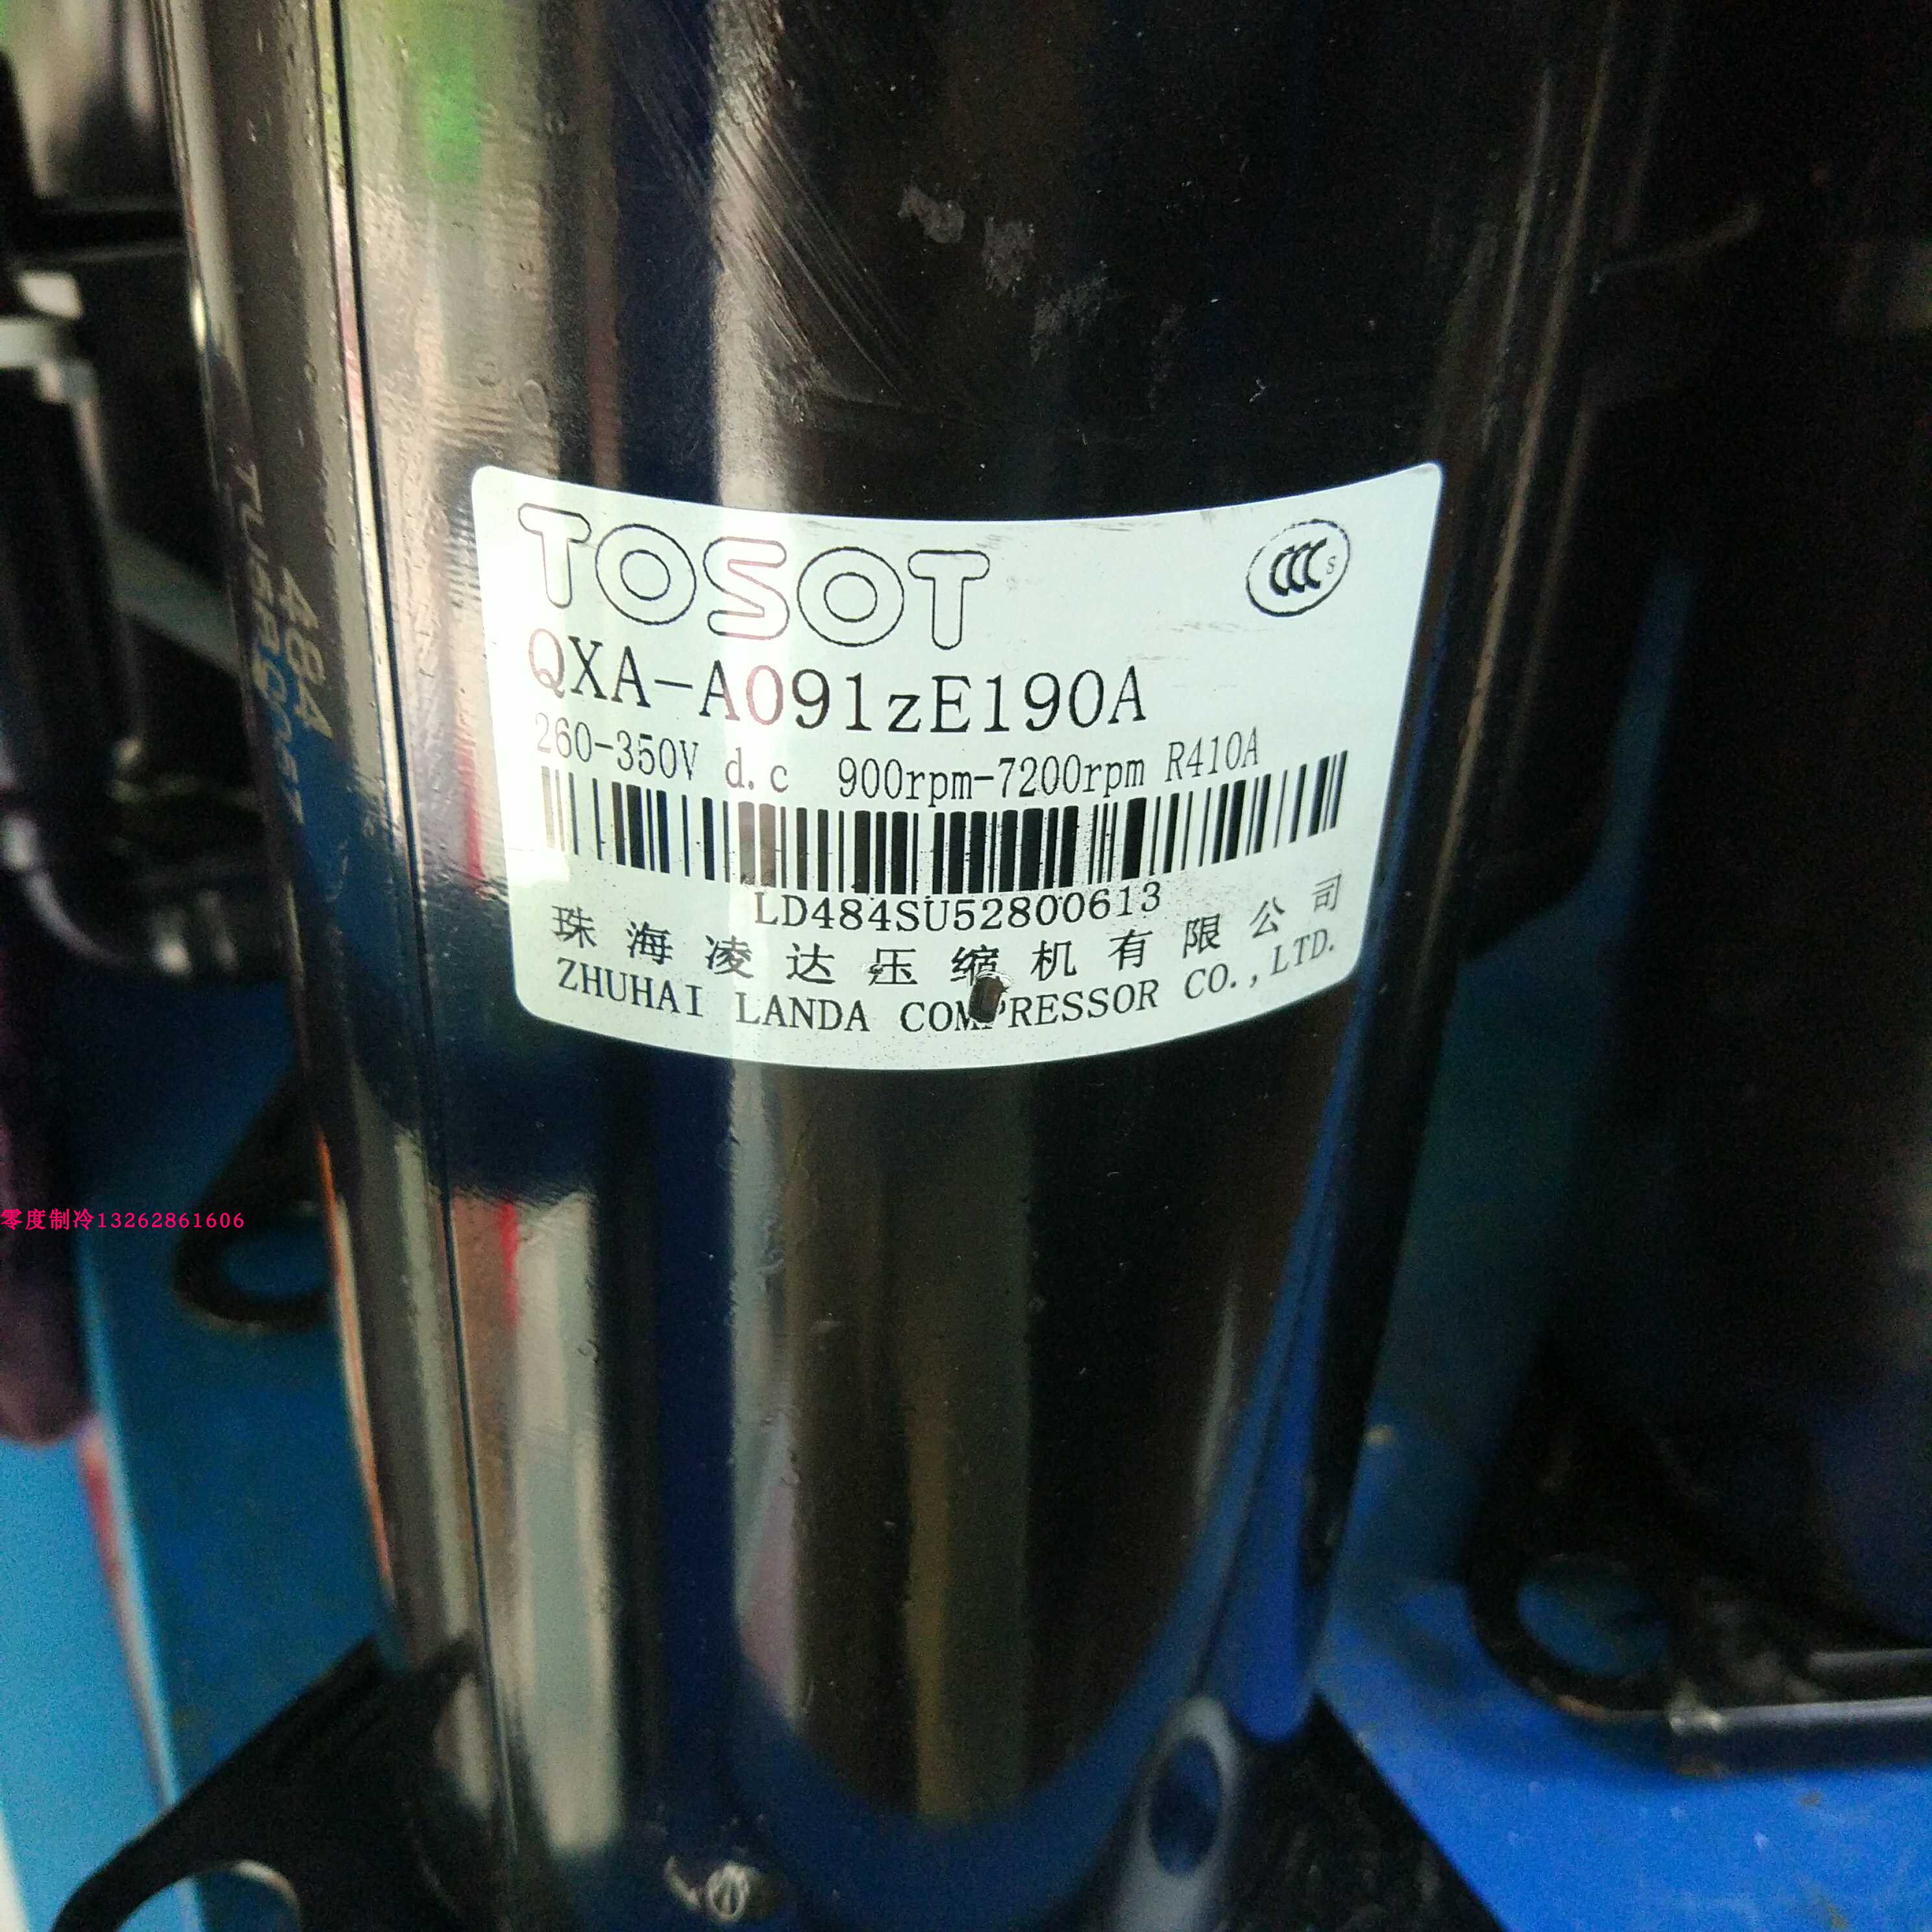 TOSOT
CCC S
QXA-A091zE190A
260-350V d.c 900rpm-7200rpm R410A
LD484SU52800613
珠海凌达压缩机有限公司
ZHUHAI LANDA COMPRESSOR CO.,LTD.
484
零度制冷13262861606